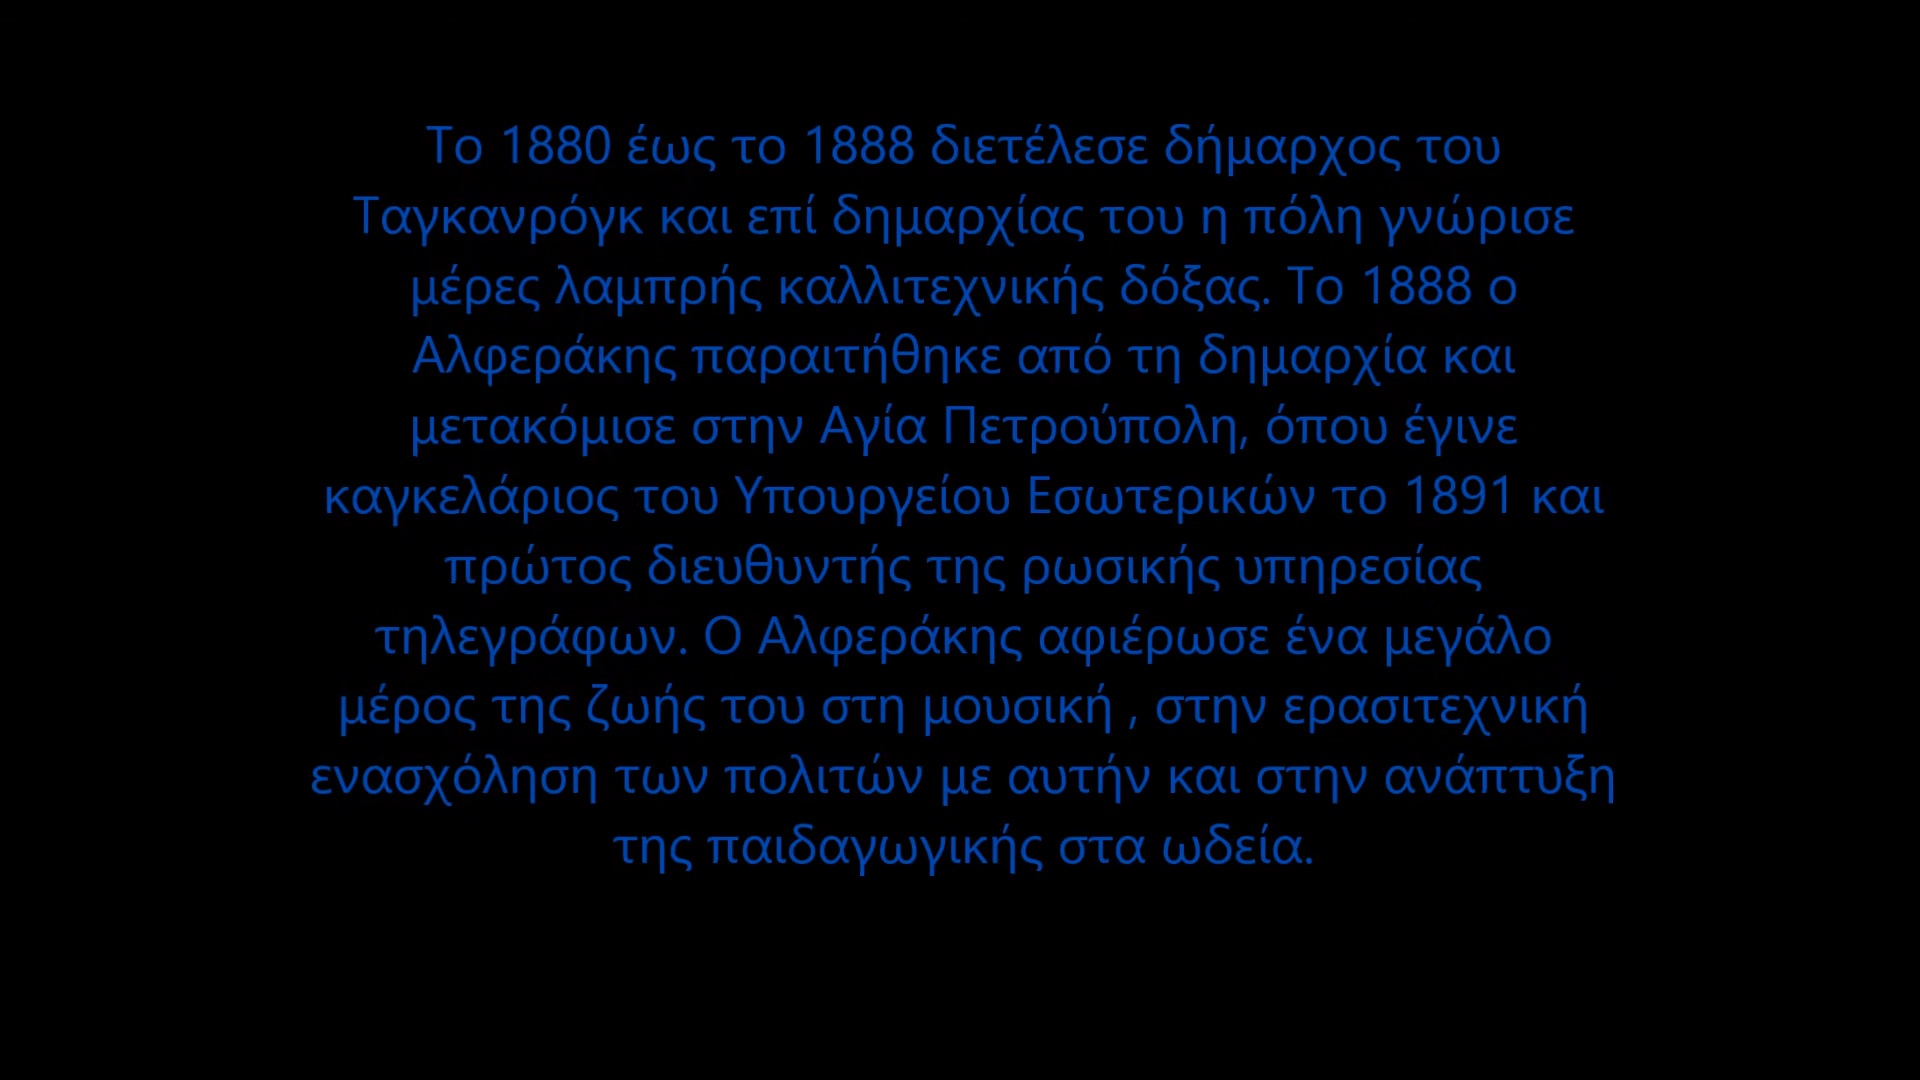 Το 1880 έως το 1888 διετέλεσε δήμαρχος του
Ταγκανρόγκ και επί δημαρχίας του η πόλη γνώρισε
μέρες λαμπρής καλλιτεχνικής δόξας. Το 1888 ο
Αλφεράκης παραιτήθηκε από τη δημαρχία και
μετακόμισε στην Αγία Πετρούπολη, όπου έγινε
καγκελάριος του Υπουργείου Εσωτερικών το 1891 και
πρώτος διευθυντής της ρωσικής υπηρεσίας
τηλεγράφων. Ο Αλφεράκης αφιέρωσε ένα μεγάλο
μέρος της ζωής του στη μουσική , στην ερασιτεχνική
ενασχόληση των πολιτών με αυτήν και στην ανάπτυξη
της παιδαγωγικής στα ωδεία.